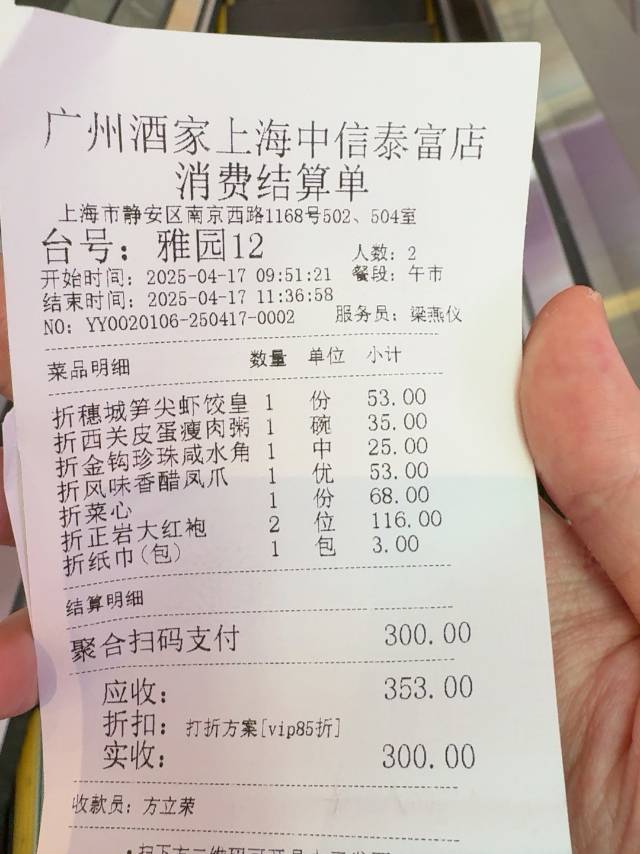 广州酒家上海中信泰富店
消费结算单
上海市静安区南京西路1168号502、504室
台号: 雅园12 人数: 2
开始时间: 2025-04-17 09:51:21 餐段: 午市
结束时间: 2025-04-17 11:36:58
NO: YY0020106-250417-0002 服务员: 梁燕仪
菜品明细 数量 单位 小计
折穗城笋尖虾饺皇 1 份 53.00
折西关皮蛋瘦肉粥 1 碗 35.00
折金钩珍珠咸水角 1 中 25.00
折风味香醋凤爪 1 优 53.00
折菜心 1 份 68.00
折正岩大红袍 2 位 116.00
折纸巾(包) 1 包 3.00
结算明细
聚合扫码支付 300.00
应收: 353.00
折扣: 打折方案[vip85折]
实收: 300.00
收款员: 方立荣